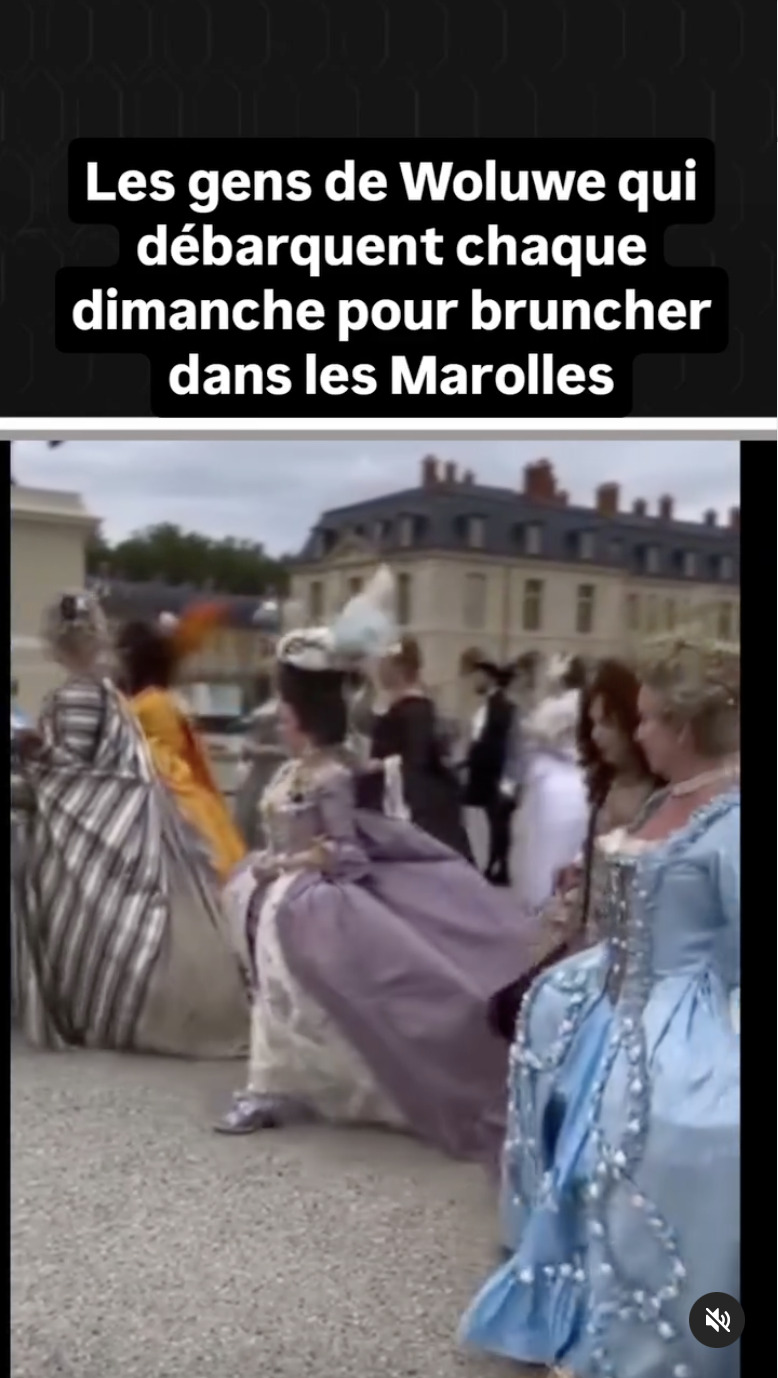 Les gens de Woluwe qui
débarquent chaque
dimanche pour bruncher
dans les Marolles